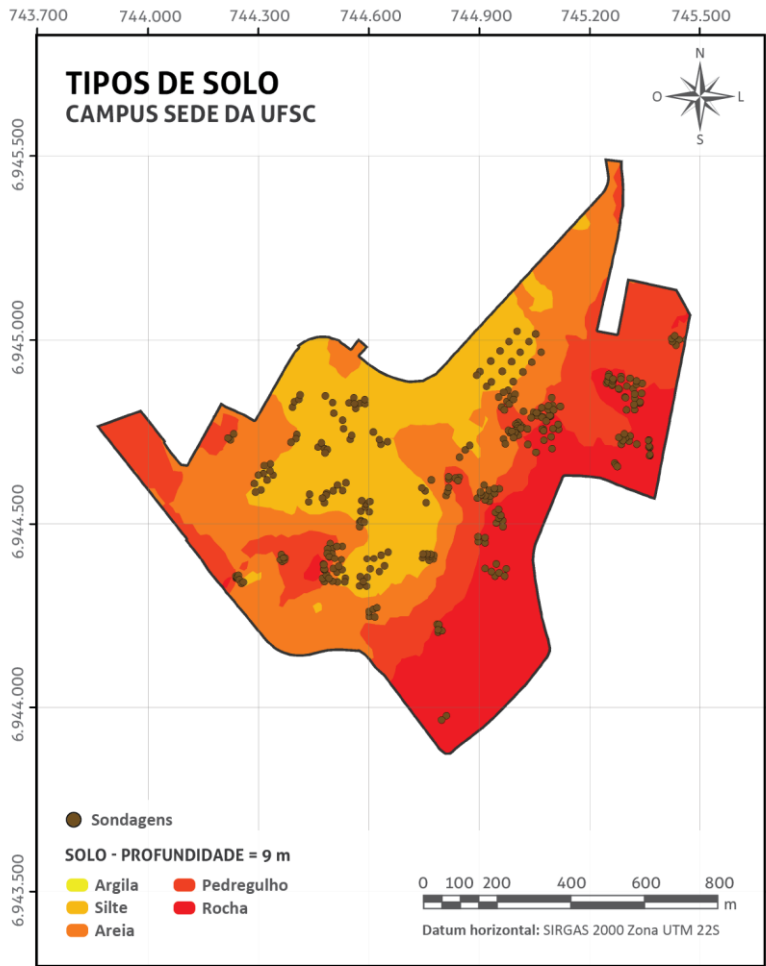 743.700 744.000 744.300 744.600 744.900 745.200 745.500
TIPOS DE SOLO
CAMPUS SEDE DA UFSC
N
O L
S
6.945.500
6.945.000
6.944.500
6.944.000
6.943.500
Sondagens
SOLO - PROFUNDIDADE = 9 m
Argila Pedregulho
Silte Rocha
Areia
0 100 200 400 600 800
m
Datum horizontal: SIRGAS 2000 Zona UTM 22S